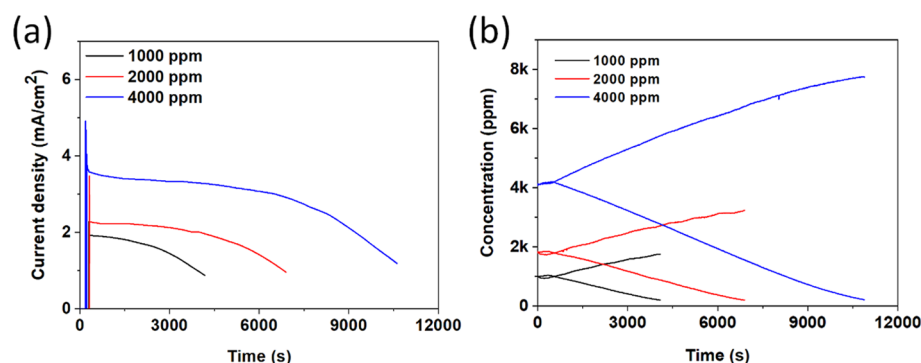 (a)
1000 ppm
2000 ppm
4000 ppm
Current density (mA/cm²)
6
4
2
0
0 3000 6000 9000 12000
Time (s)
(b)
1000 ppm
2000 ppm
4000 ppm
Concentration (ppm)
8k
6k
4k
2k
0
0 3000 6000 9000 12000
Time (s)